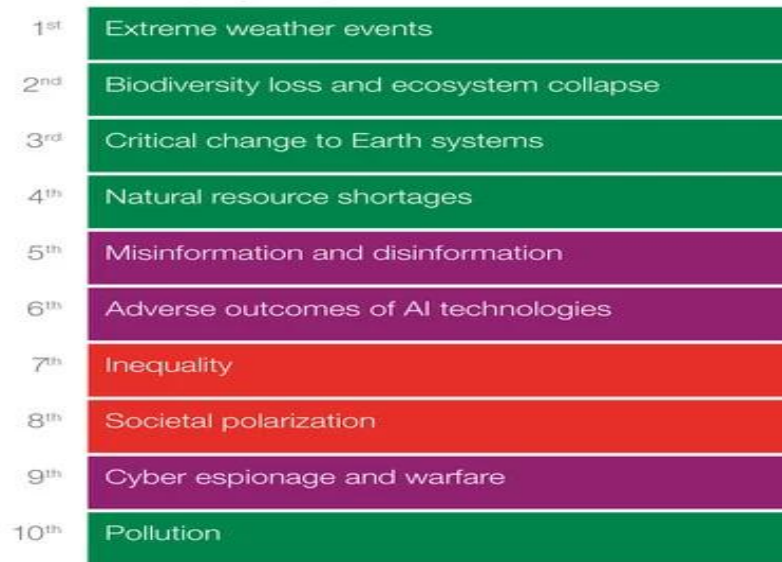 1st Extreme weather events
2nd Biodiversity loss and ecosystem collapse
3rd Critical change to Earth systems
4th Natural resource shortages
5th Misinformation and disinformation
6th Adverse outcomes of AI technologies
7th Inequality
8th Societal polarization
9th Cyber espionage and warfare
10th Pollution